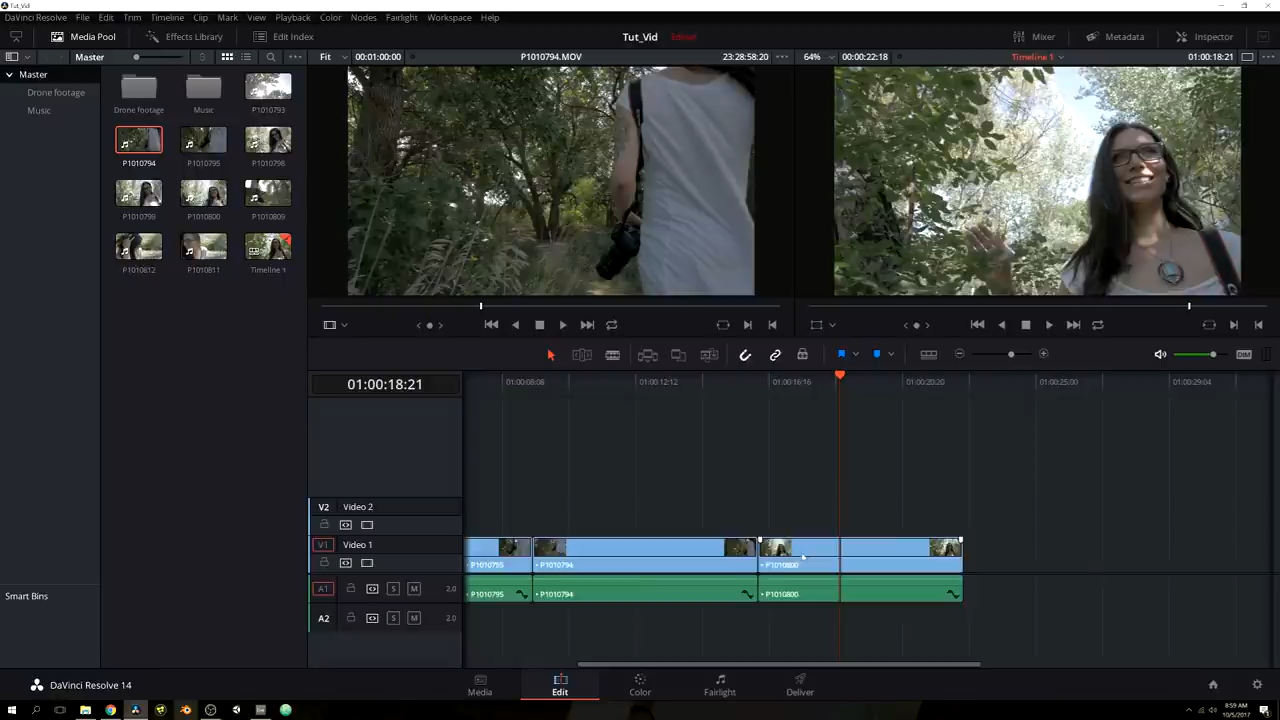 Tut_Vid
DaVinci Resolve File Edit Trim Timeline Clip Mark View Playback Color Nodes Fairlight Workspace Help
Media Pool Effects Library Edit Index Tut_Vid Edited Mixer Metadata Inspector
Master Fit 00:01:00:00 P1010794.MOV 23:28:58:20 64% 00:00:22:18 Timeline 1 01:00:18:21
Master
Drone footage
Music
Drone footage Music P1010793
P1010794 P1010795 P1010798
P1010799 P1010800 P1010809
P1010812 P1010811 Timeline 1
DIM
01:00:18:21 01:00:08:08 01:00:12:12 01:00:16:16 01:00:20:20 01:00:25:00 01:00:29:04
V2 Video 2
V1 Video 1
P1010795 P1010794 P1010800
A1 S M 2.0 P1010795 P1010794 P1010800
A2 S M 2.0
Smart Bins
DaVinci Resolve 14 Media Edit Color Fairlight Deliver
8:59 AM
10/5/2017